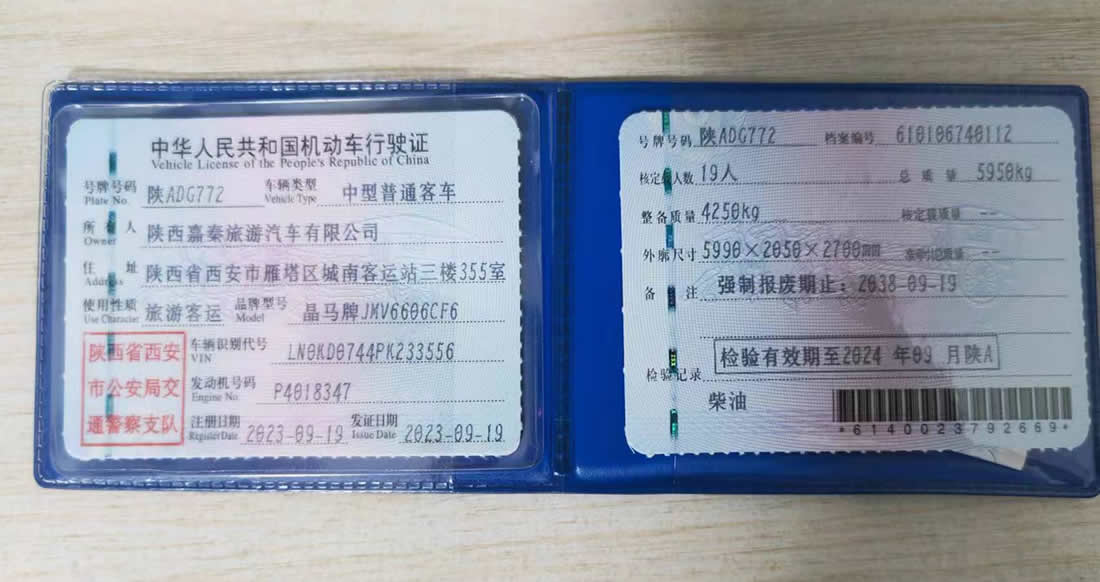 中华人民共和国机动车行驶证
Vehicle License of the People's Republic of China
号牌号码 陕ADG772 车辆类型 中型普通客车
Plate No. Vehicle Type
所有人 陕西嘉秦旅游汽车有限公司
Owner
住址 陕西省西安市雁塔区城南客运站三楼355室
Address
使用性质 旅游客运 品牌型号 晶马牌JMV6606CF6
Use Character Model
陕西省西安
市公安局交
通警察支队
车辆识别代号 LN0KD0744PK233556
VIN
发动机号码 P4018347
Engine No.
注册日期 2023-09-19 发证日期 2023-09-19
Register Date Issue Date
号牌号码 陕ADG772 档案编号 610106740112
核定载人数 19人 总质量 5950kg
整备质量 4250kg 核定载质量 --
外廓尺寸 5990×2050×2700mm 准牵引总质量 --
备注 强制报废期止：2038-09-19
检验记录 检验有效期至2024 年09 月陕A
柴油
*6140023792669*